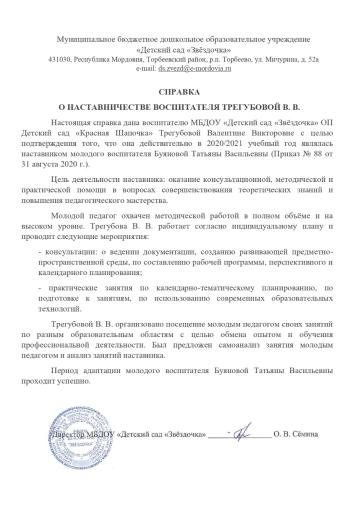 Муниципальное бюджетное дошкольное образовательное учреждение
«Детский сад «Звёздочка»
431030, Республика Мордовия, Торбеевский район, р.п. Торбеево, ул. Мичурина, д. 52а
e-mail: ds.zvezd@e-mordovia.ru
СПРАВКА
О НАСТАВНИЧЕСТВЕ ВОСПИТАТЕЛЯ ТРЕГУБОВОЙ В. В.
Настоящая справка дана воспитателю МБДОУ «Детский сад «Звёздочка» ОП
Детский сад «Красная Шапочка» Трегубовой Валентине Викторовне с целью
подтверждения того, что она действительно в 2020/2021 учебный год являлась
наставником молодого воспитателя Буяновой Татьяны Васильевны (Приказ № 88 от
31 августа 2020 г.).
Цель деятельности наставника: оказание консультационной, методической и
практической помощи в вопросах совершенствования теоретических знаний и
повышения педагогического мастерства.
Молодой педагог охвачен методической работой в полном объёме и на
высоком уровне. Трегубова В. В. работает согласно индивидуальному плану и
проводит следующие мероприятия:
- консультации: о ведении документации, созданию развивающей предметно-
пространственной среды, по составлению рабочей программы, перспективного и
календарного планирования;
- практические занятия по календарно-тематическому планированию, по
подготовке к занятиям, по использованию современных образовательных
технологий.
Трегубовой В. В. организовано посещение молодым педагогом своих занятий
по разным образовательным областям с целью обмена опытом и обучения
профессиональной деятельности. Был предложен самоанализ занятия молодым
педагогом и анализ занятий наставника.
Период адаптации молодого воспитателя Буяновой Татьяны Васильевны
проходит успешно.
Директор МБДОУ «Детский сад «Звёздочка» О. В. Сёмина